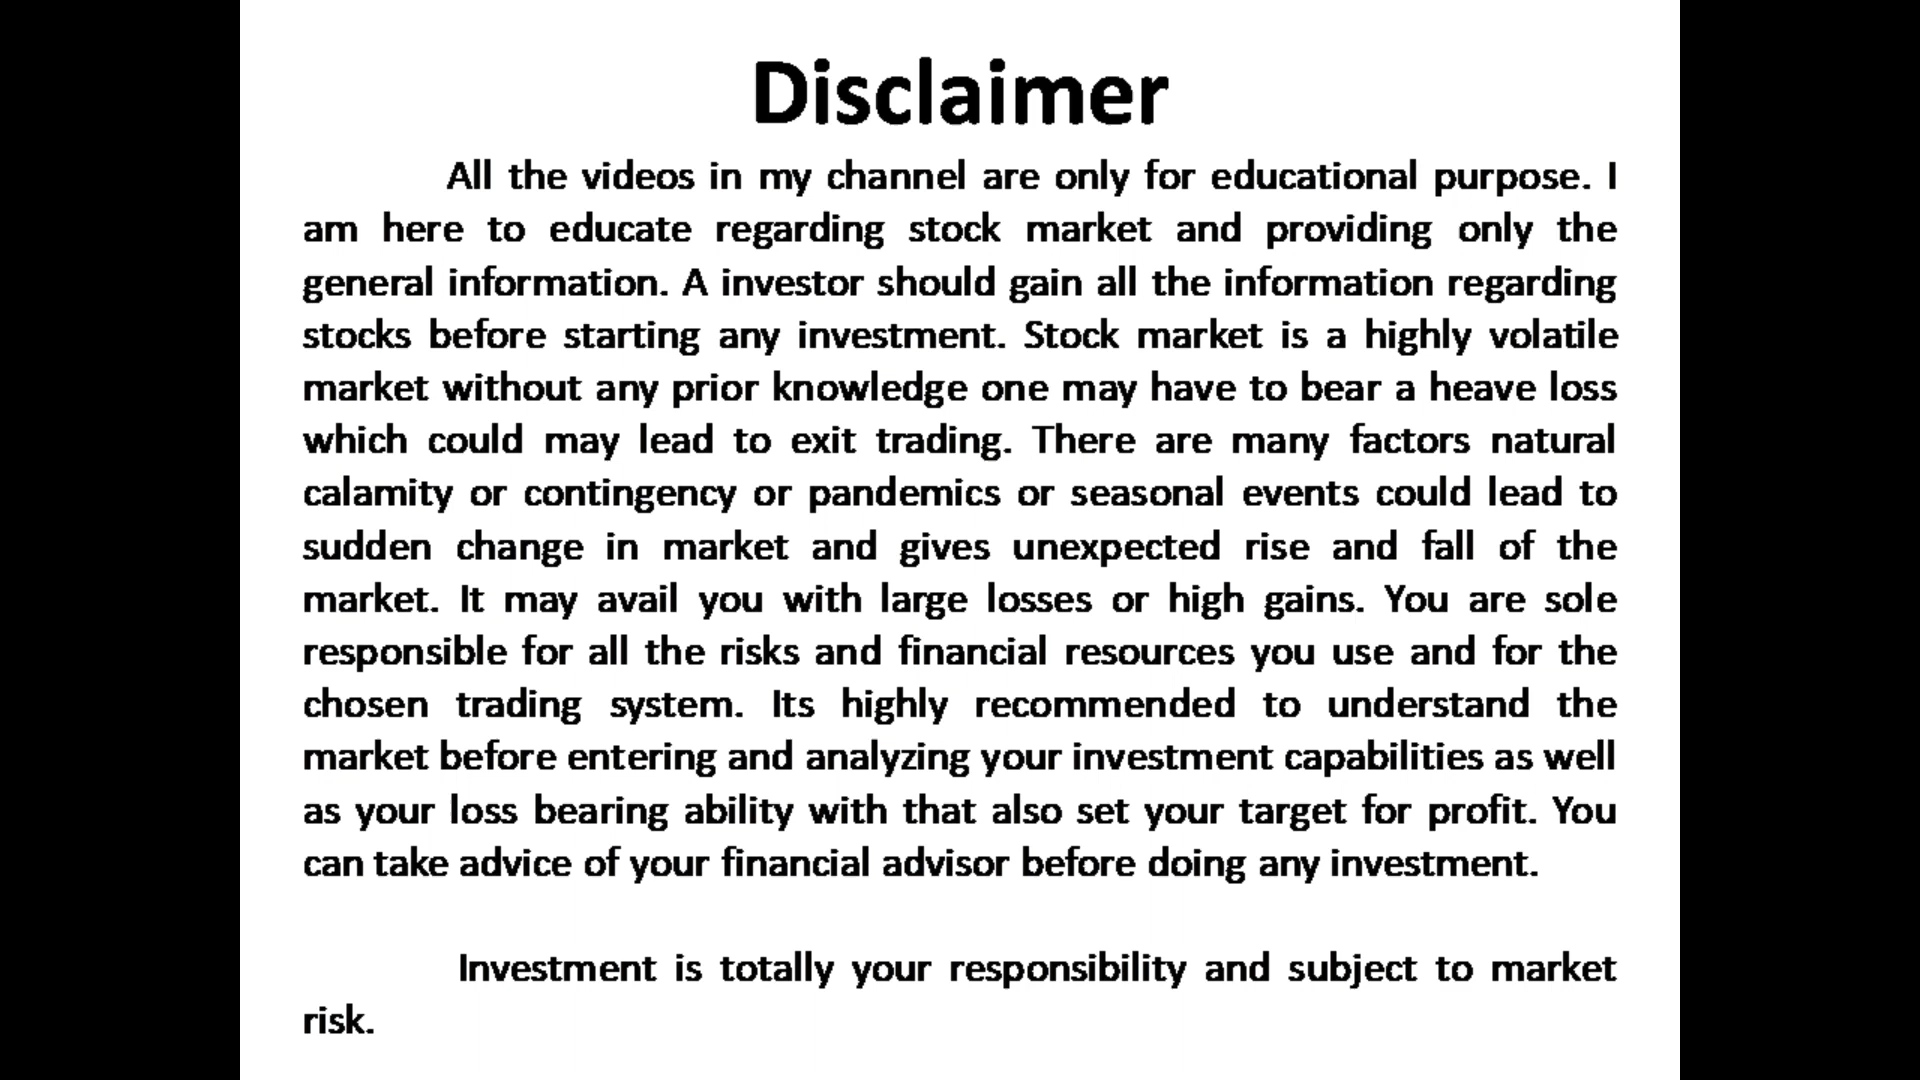 Disclaimer
All the videos in my channel are only for educational purpose. I
am here to educate regarding stock market and providing only the
general information. A investor should gain all the information regarding
stocks before starting any investment. Stock market is a highly volatile
market without any prior knowledge one may have to bear a heave loss
which could may lead to exit trading. There are many factors natural
calamity or contingency or pandemics or seasonal events could lead to
sudden change in market and gives unexpected rise and fall of the
market. It may avail you with large losses or high gains. You are sole
responsible for all the risks and financial resources you use and for the
chosen trading system. Its highly recommended to understand the
market before entering and analyzing your investment capabilities as well
as your loss bearing ability with that also set your target for profit. You
can take advice of your financial advisor before doing any investment.
Investment is totally your responsibility and subject to market
risk.